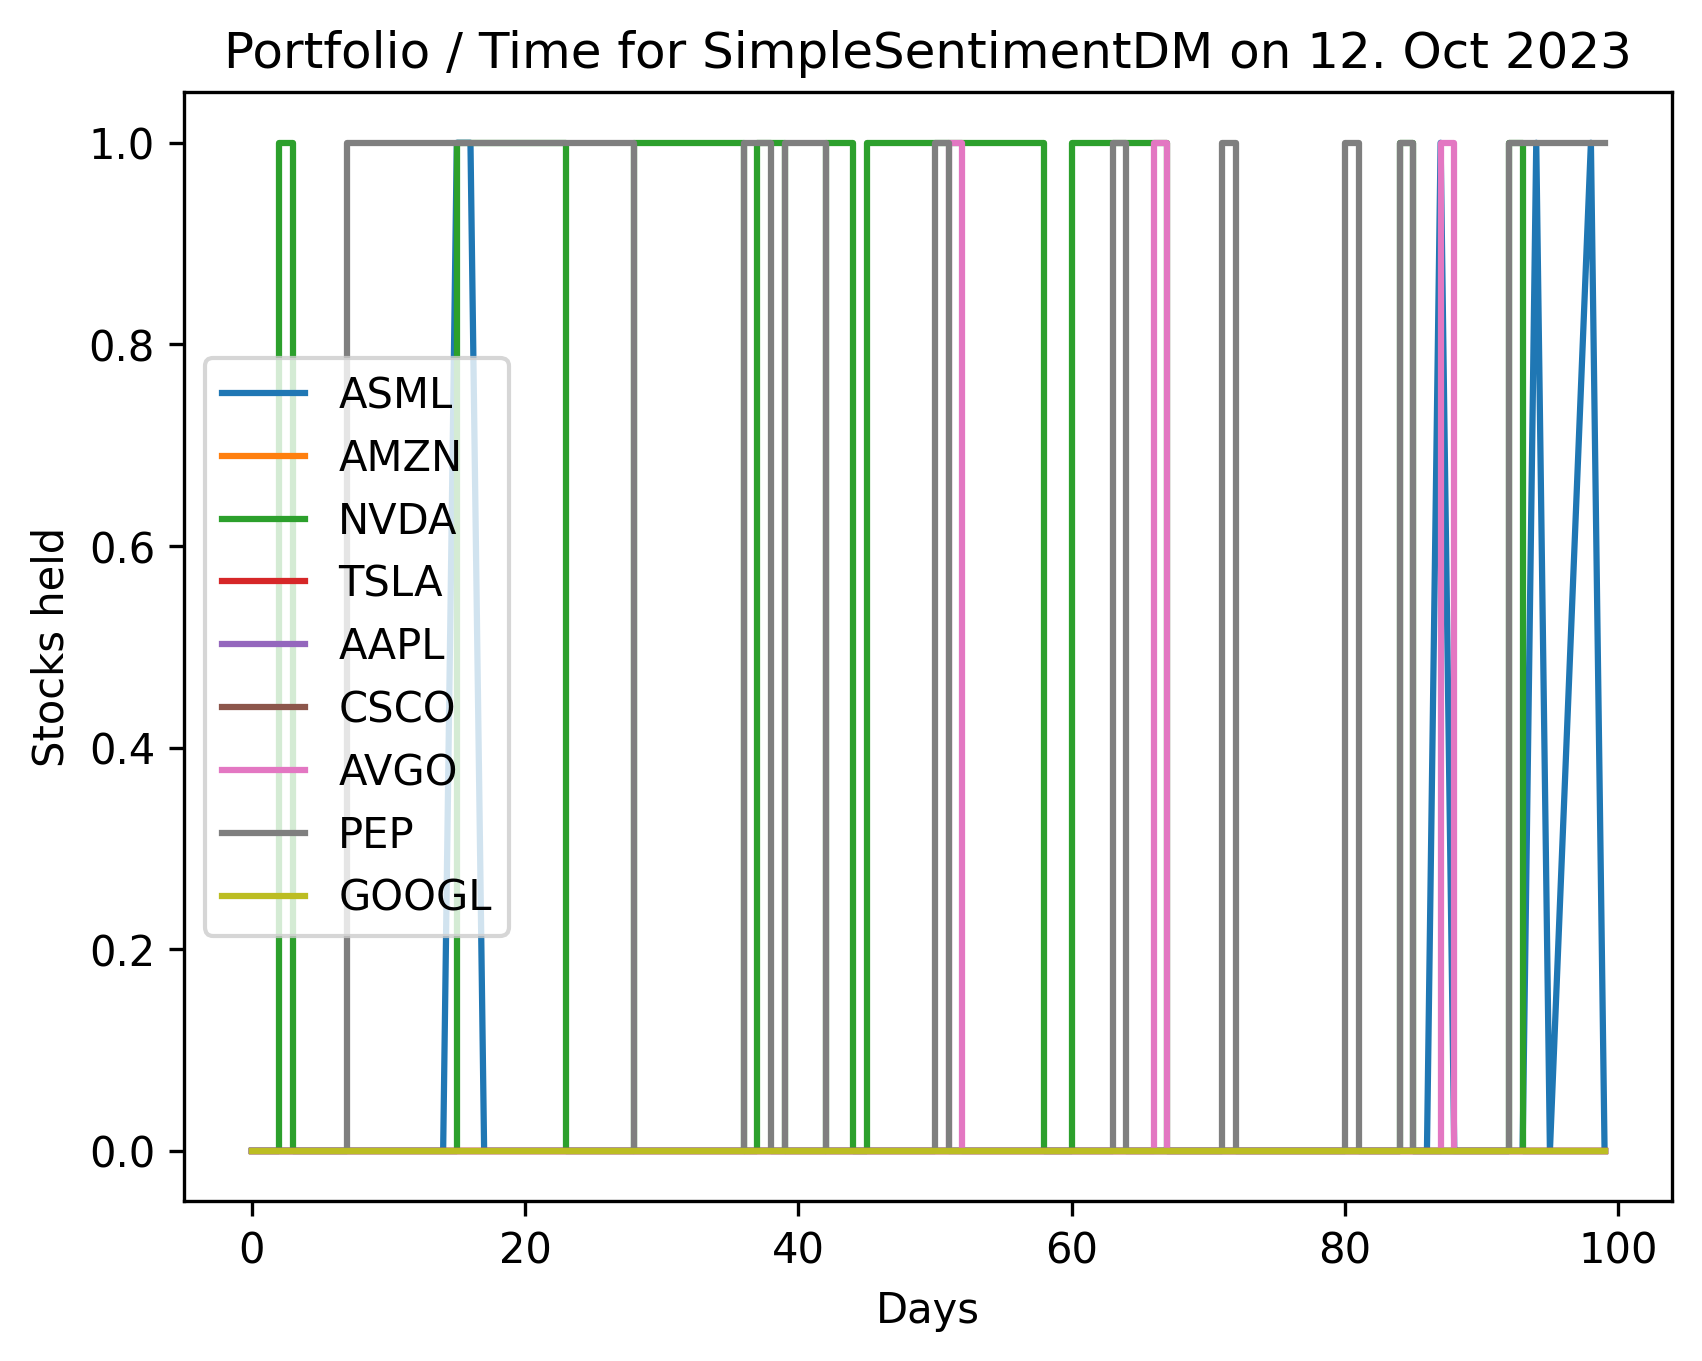 Portfolio / Time for SimpleSentimentDM on 12. Oct 2023
Stocks held
1.0
0.8
0.6
0.4
0.2
0.0
ASML
AMZN
NVDA
TSLA
AAPL
CSCO
AVGO
PEP
GOOGL
0 20 40 60 80 100
Days